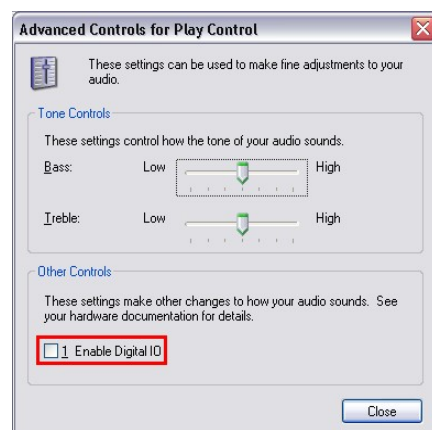 Advanced Controls for Play Control
These settings can be used to make fine adjustments to your
audio.
Tone Controls
These settings control how the tone of your audio sounds.
Bass: Low High
Treble: Low High
Other Controls
These settings make other changes to how your audio sounds. See
your hardware documentation for details.
1 Enable Digital IO
Close